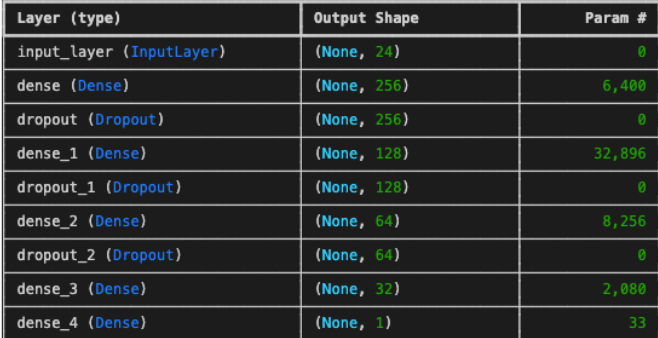 Layer (type) Output Shape Param #
input_layer (InputLayer) (None, 24) 0
dense (Dense) (None, 256) 6,400
dropout (Dropout) (None, 256) 0
dense_1 (Dense) (None, 128) 32,896
dropout_1 (Dropout) (None, 128) 0
dense_2 (Dense) (None, 64) 8,256
dropout_2 (Dropout) (None, 64) 0
dense_3 (Dense) (None, 32) 2,080
dense_4 (Dense) (None, 1) 33